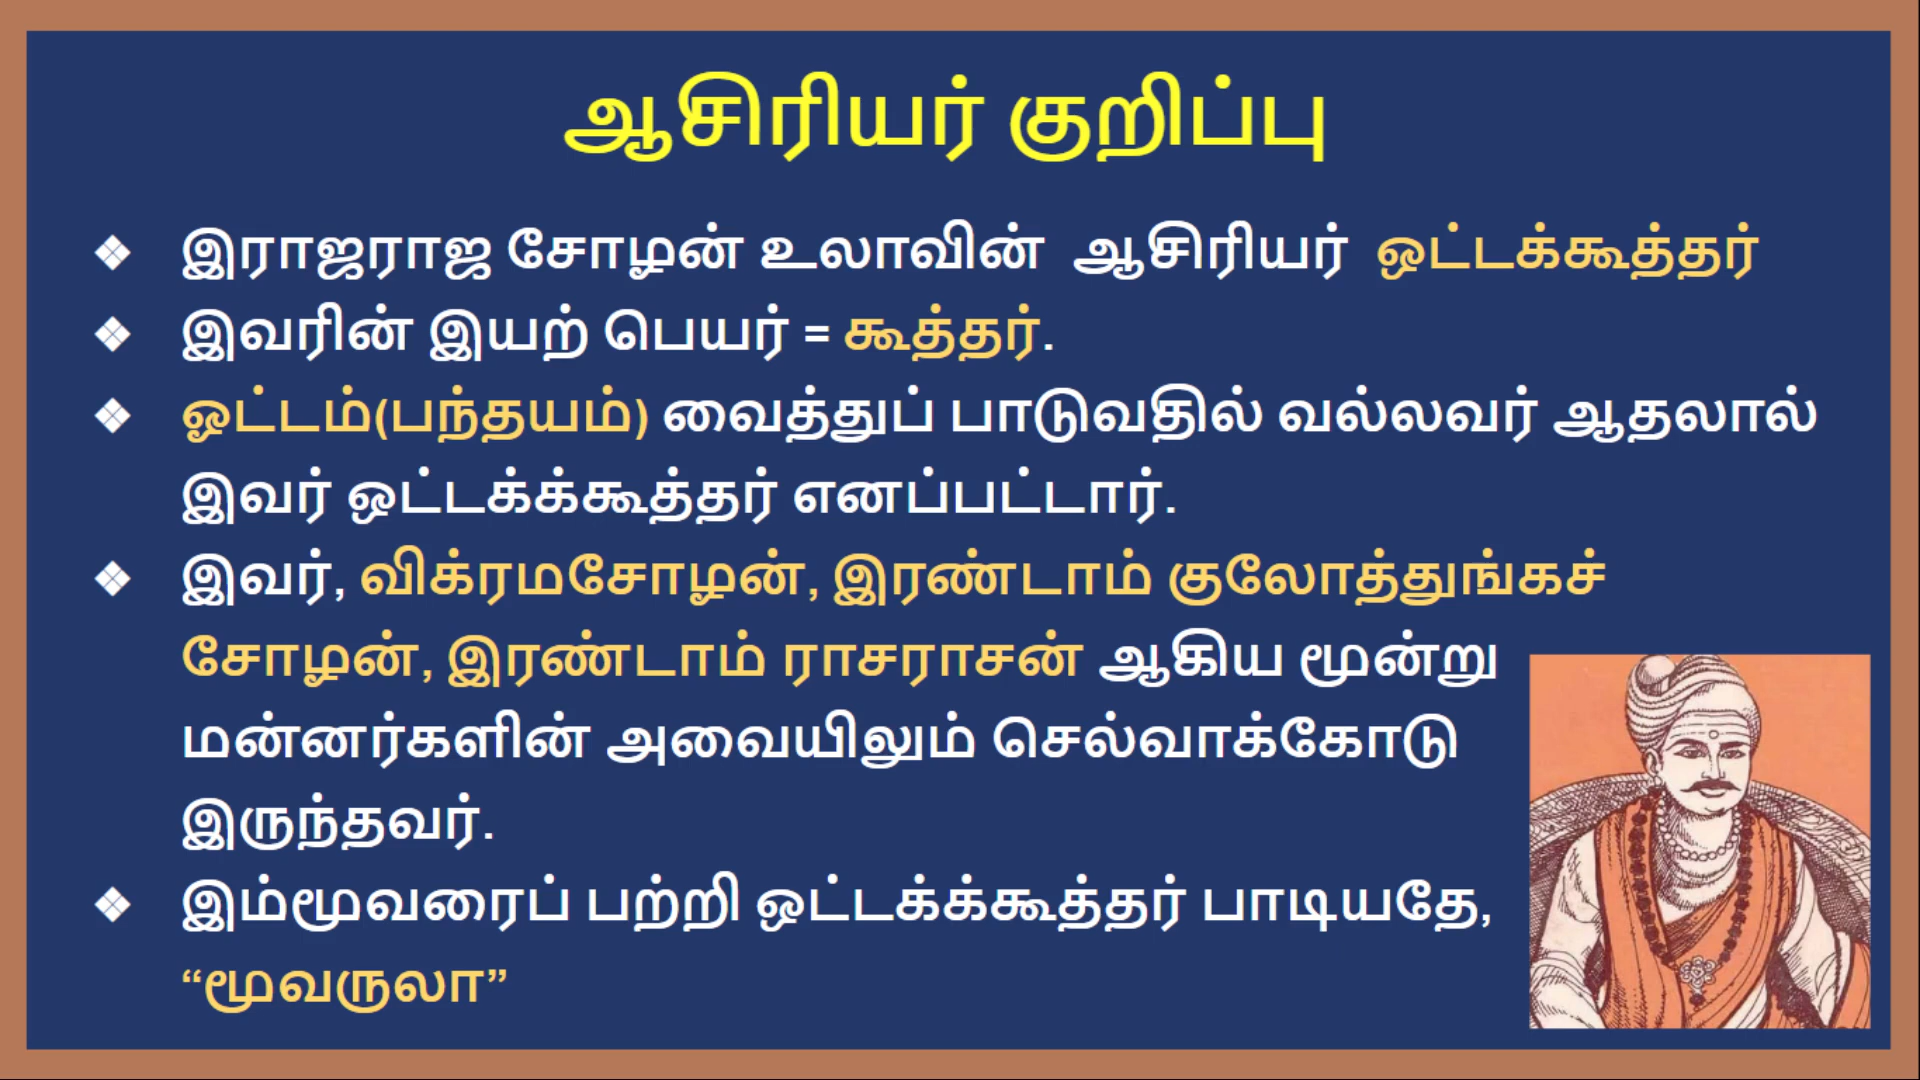 ஆசிரியர் குறிப்பு
❖ இராஜராஜ சோழன் உலாவின் ஆசிரியர் ஒட்டக்கூத்தர்
❖ இவரின் இயற் பெயர் = கூத்தர்.
❖ ஓட்டம்(பந்தயம்) வைத்துப் பாடுவதில் வல்லவர் ஆதலால்
இவர் ஒட்டக்க்கூத்தர் எனப்பட்டார்.
❖ இவர், விக்ரமசோழன், இரண்டாம் குலோத்துங்கச்
சோழன், இரண்டாம் ராசராசன் ஆகிய மூன்று
மன்னர்களின் அவையிலும் செல்வாக்கோடு
இருந்தவர்.
❖ இம்மூவரைப் பற்றி ஒட்டக்க்கூத்தர் பாடியதே,
“மூவருலா”